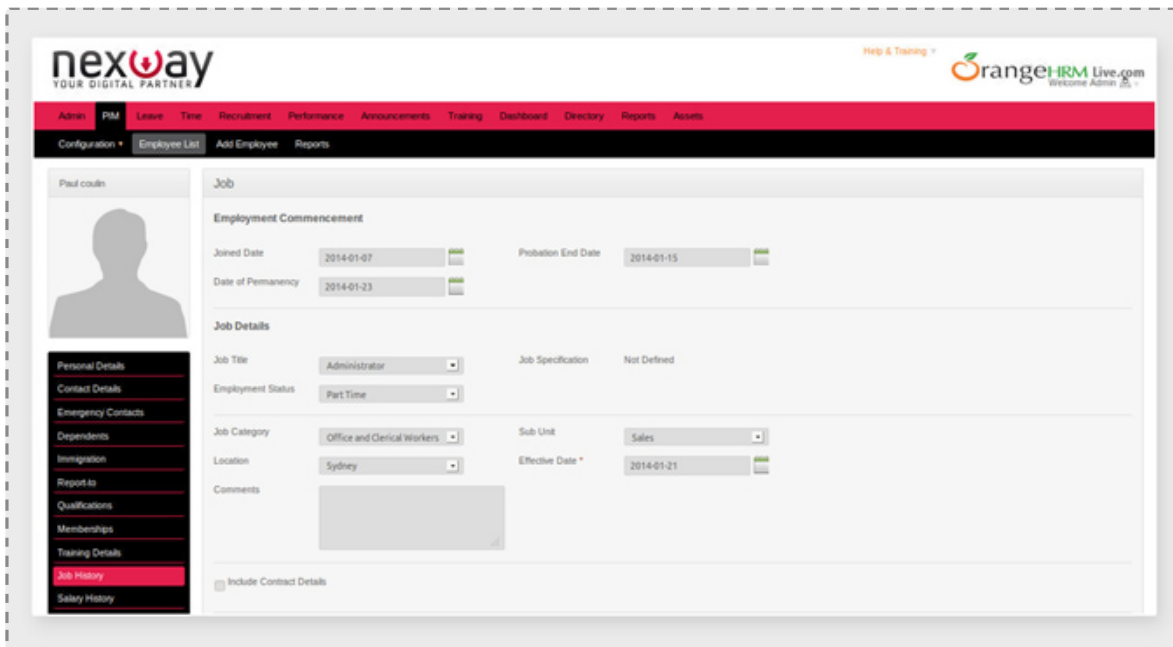 Help & Training
nexway
YOUR DIGITAL PARTNER
OrangeHRM Live.com
Welcome Admin
Admin PIM Leave Time Recruitment Performance Announcements Training Dashboard Directory Reports Assets
Configuration Employee List Add Employee Reports
Paul coulin
Job
Employment Commencement
Joined Date 2014-01-07 Probation End Date 2014-01-15
Date of Permanency 2014-01-23
Job Details
Job Title Administrator Job Specification Not Defined
Employment Status Part Time
Job Category Office and Clerical Workers Sub Unit Sales
Location Sydney Effective Date * 2014-01-21
Comments
Include Contract Details
Personal Details
Contact Details
Emergency Contacts
Dependents
Immigration
Report-to
Qualifications
Memberships
Training Details
Job History
Salary History